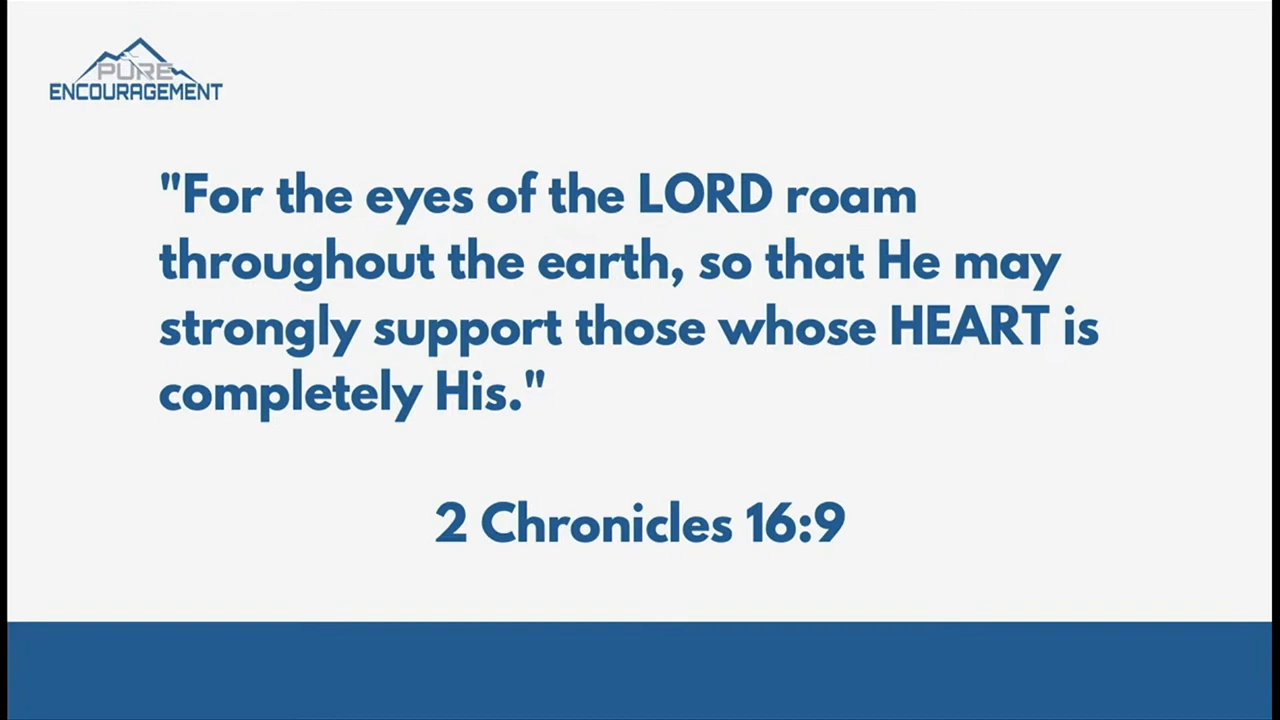 PURE
ENCOURAGEMENT
"For the eyes of the LORD roam
throughout the earth, so that He may
strongly support those whose HEART is
completely His."
2 Chronicles 16:9